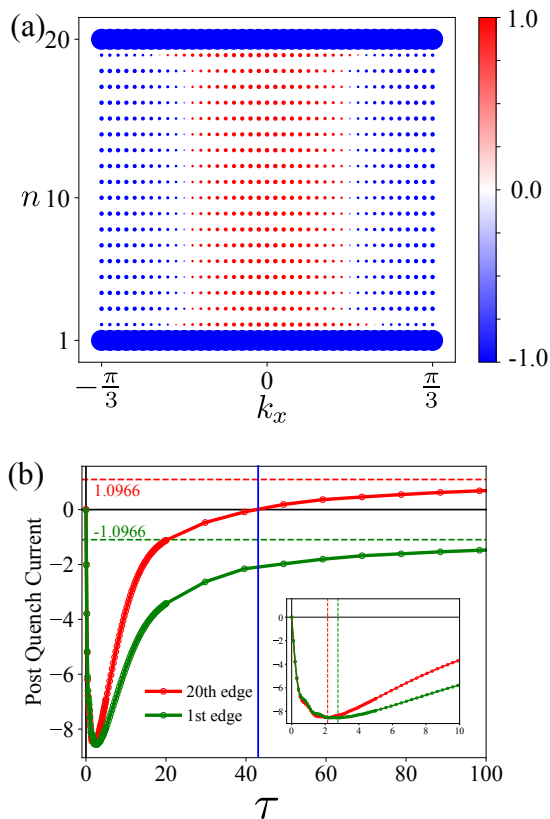 (a)
20
n 10
1
−π/3 0 π/3
k_x
1.0
0.0
-1.0
(b)
Post Quench Current
0
−2
−4
−6
−8
1.0966
-1.0966
20th edge
1st edge
0
−2
−4
−6
−8
0 2 4 6 8 10
0 20 40 60 80 100
τ